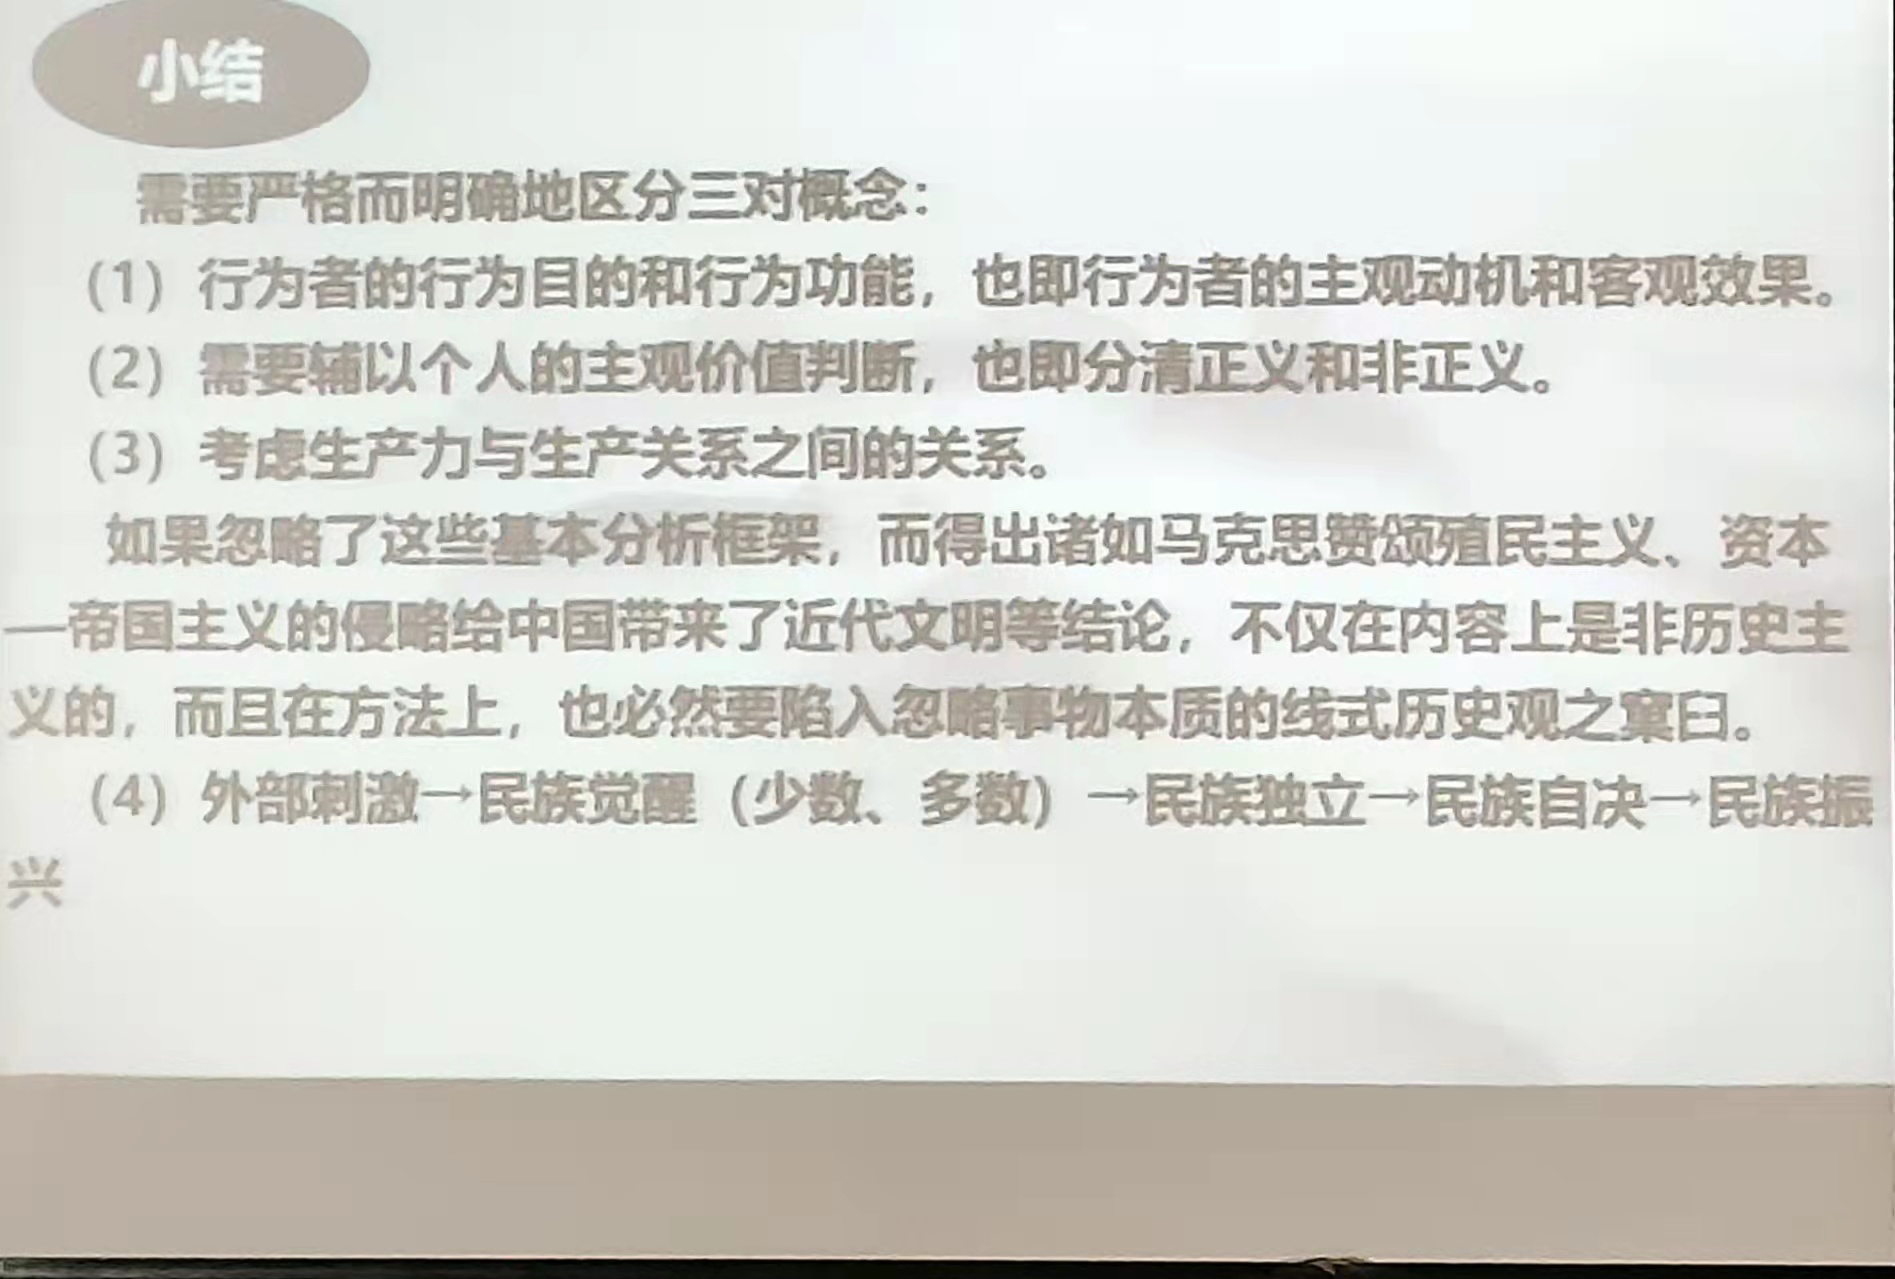 小结
需要严格而明确地区分三对概念：
（1）行为者的行为目的和行为功能，也即行为者的主观动机和客观效果。
（2）需要辅以个人的主观价值判断，也即分清正义和非正义。
（3）考虑生产力与生产关系之间的关系。
如果忽略了这些基本分析框架，而得出诸如马克思赞颂殖民主义、资本
—帝国主义的侵略给中国带来了近代文明等结论，不仅在内容上是非历史主
义的，而且在方法上，也必然要陷入忽略事物本质的线式历史观之窠臼。
（4）外部刺激→民族觉醒（少数、多数）→民族独立→民族自决→民族振
兴